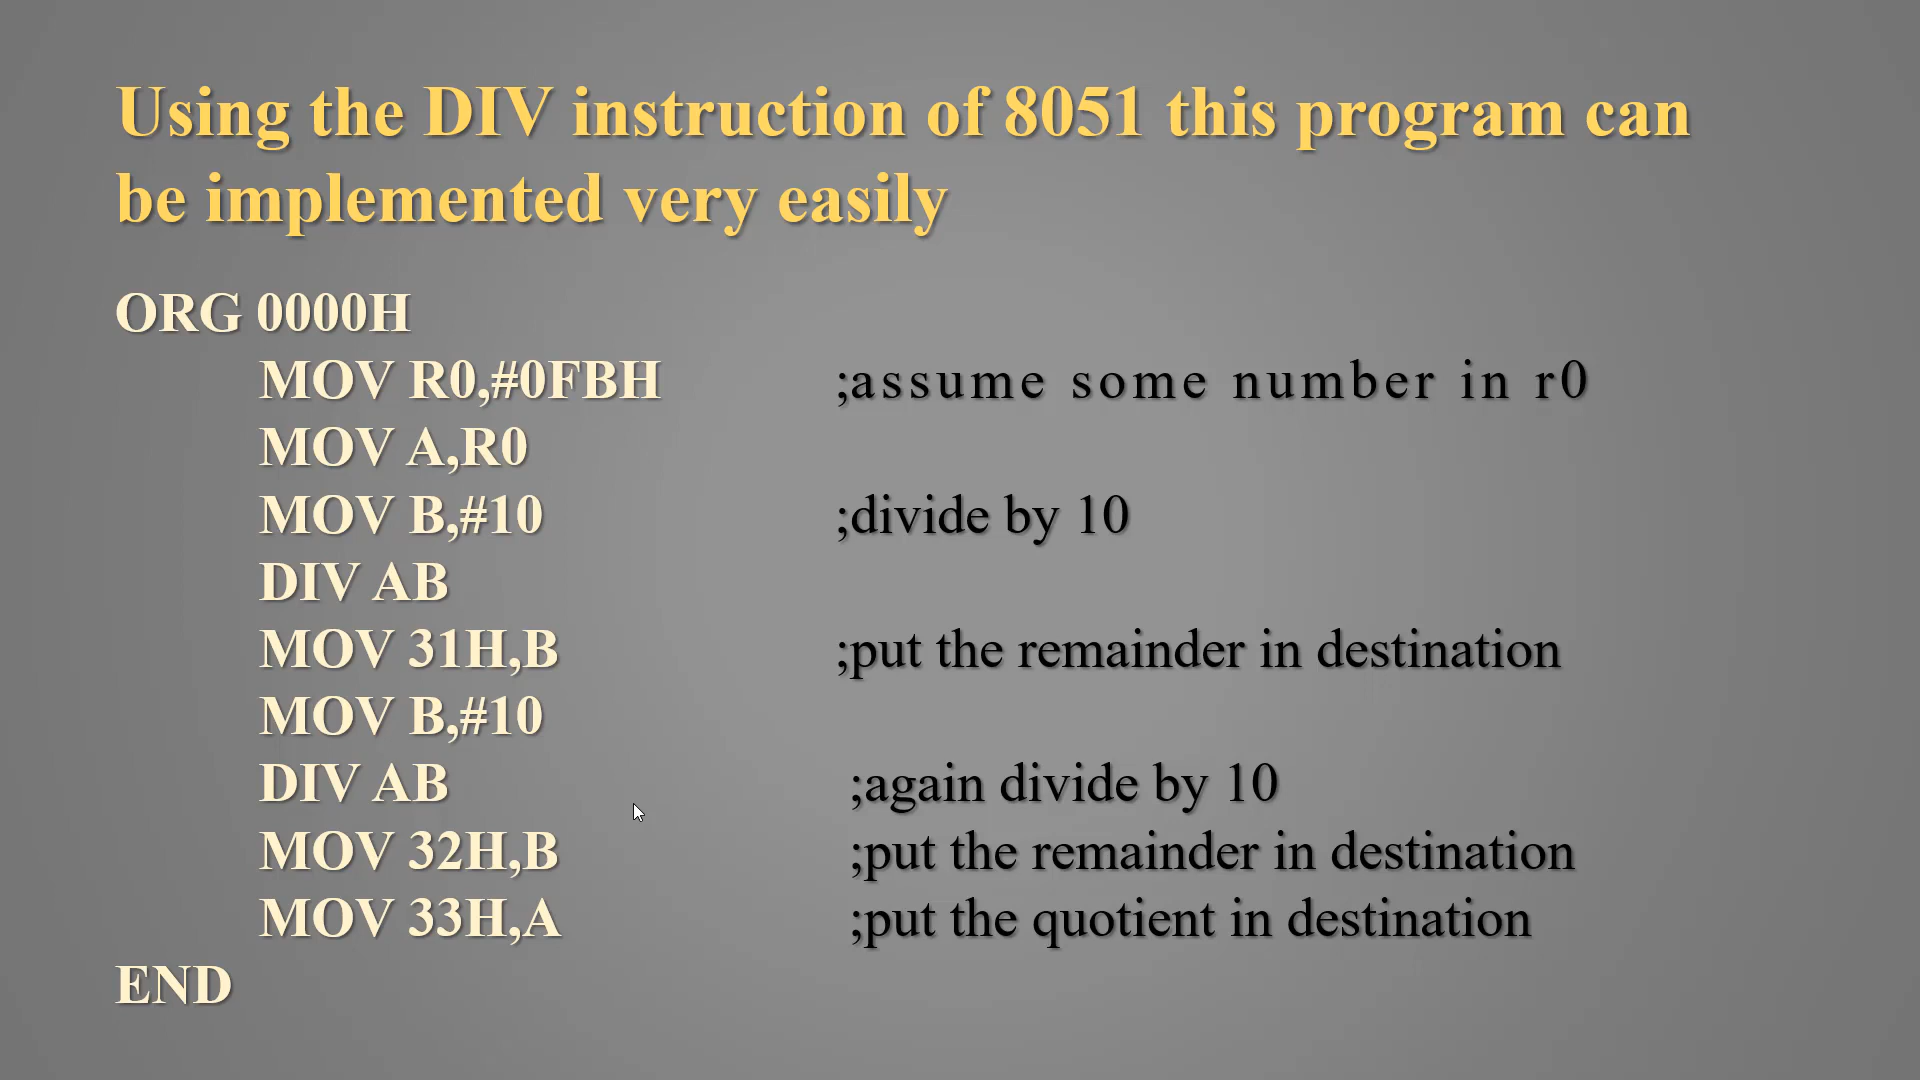 Using the DIV instruction of 8051 this program can
be implemented very easily
ORG 0000H
MOV R0,#0FBH ;assume some number in r0
MOV A,R0
MOV B,#10 ;divide by 10
DIV AB
MOV 31H,B ;put the remainder in destination
MOV B,#10
DIV AB ;again divide by 10
MOV 32H,B ;put the remainder in destination
MOV 33H,A ;put the quotient in destination
END